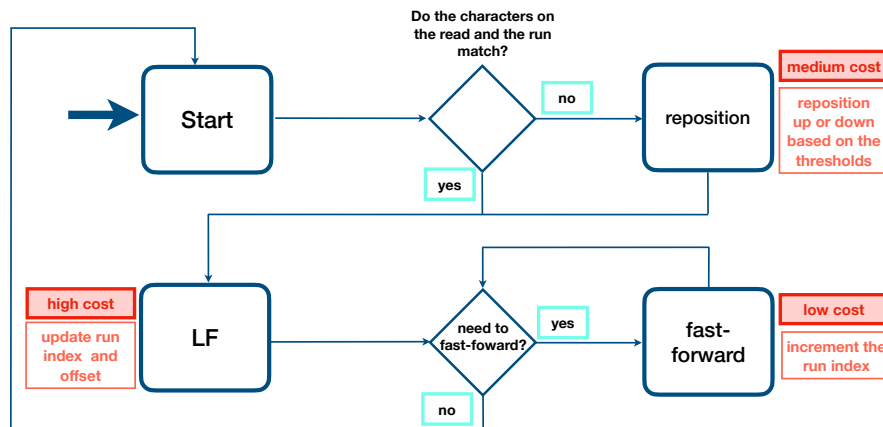 Do the characters on
the read and the run
match?
Start
no
reposition
medium cost
reposition
up or down
based on the
thresholds
yes
high cost
update run
index and
offset
LF
need to
fast-foward?
yes
fast-
forward
low cost
increment the
run index
no